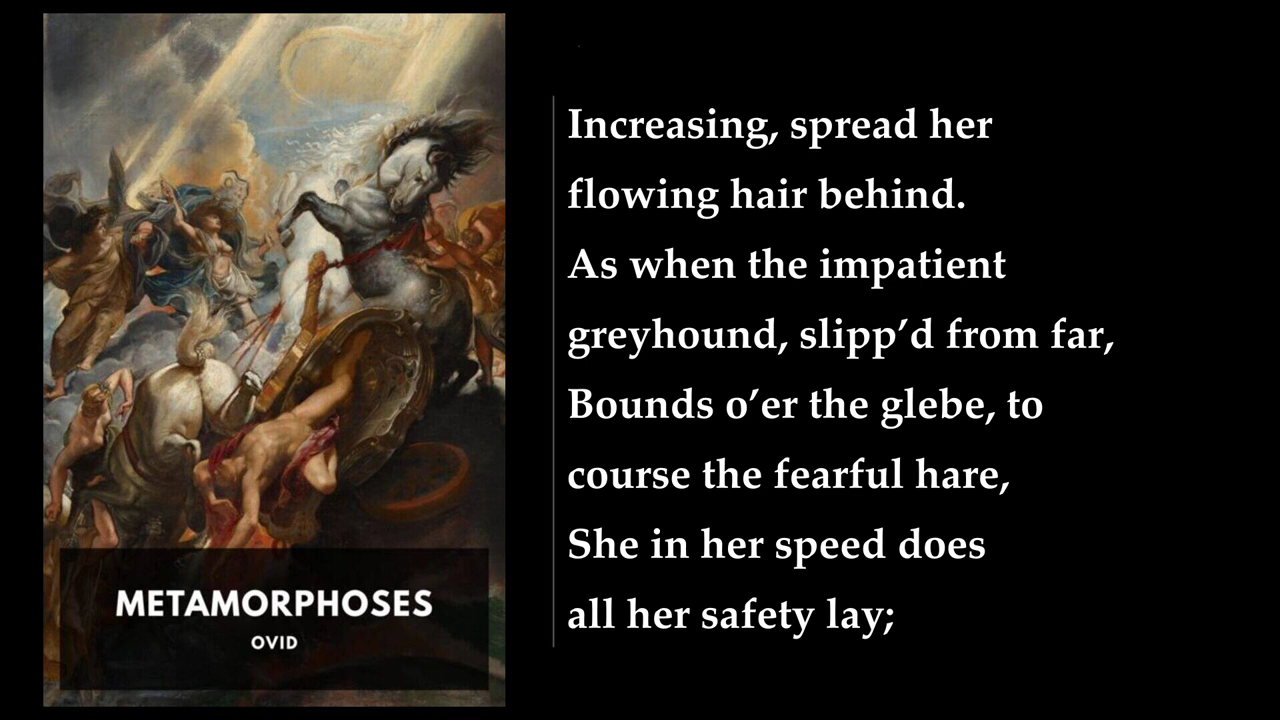 METAMORPHOSES
OVID
Increasing, spread her
flowing hair behind.
As when the impatient
greyhound, slipp’d from far,
Bounds o’er the glebe, to
course the fearful hare,
She in her speed does
all her safety lay;